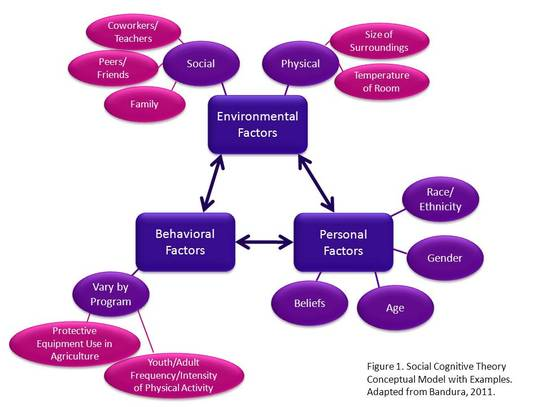 Coworkers/
Teachers
Peers/
Friends
Family
Social
Physical
Size of
Surroundings
Temperature
of Room
Environmental
Factors
Behavioral
Factors
Personal
Factors
Race/
Ethnicity
Gender
Age
Beliefs
Vary by
Program
Protective
Equipment Use in
Agriculture
Youth/Adult
Frequency/Intensity
of Physical Activity
Figure 1. Social Cognitive Theory
Conceptual Model with Examples.
Adapted from Bandura, 2011.